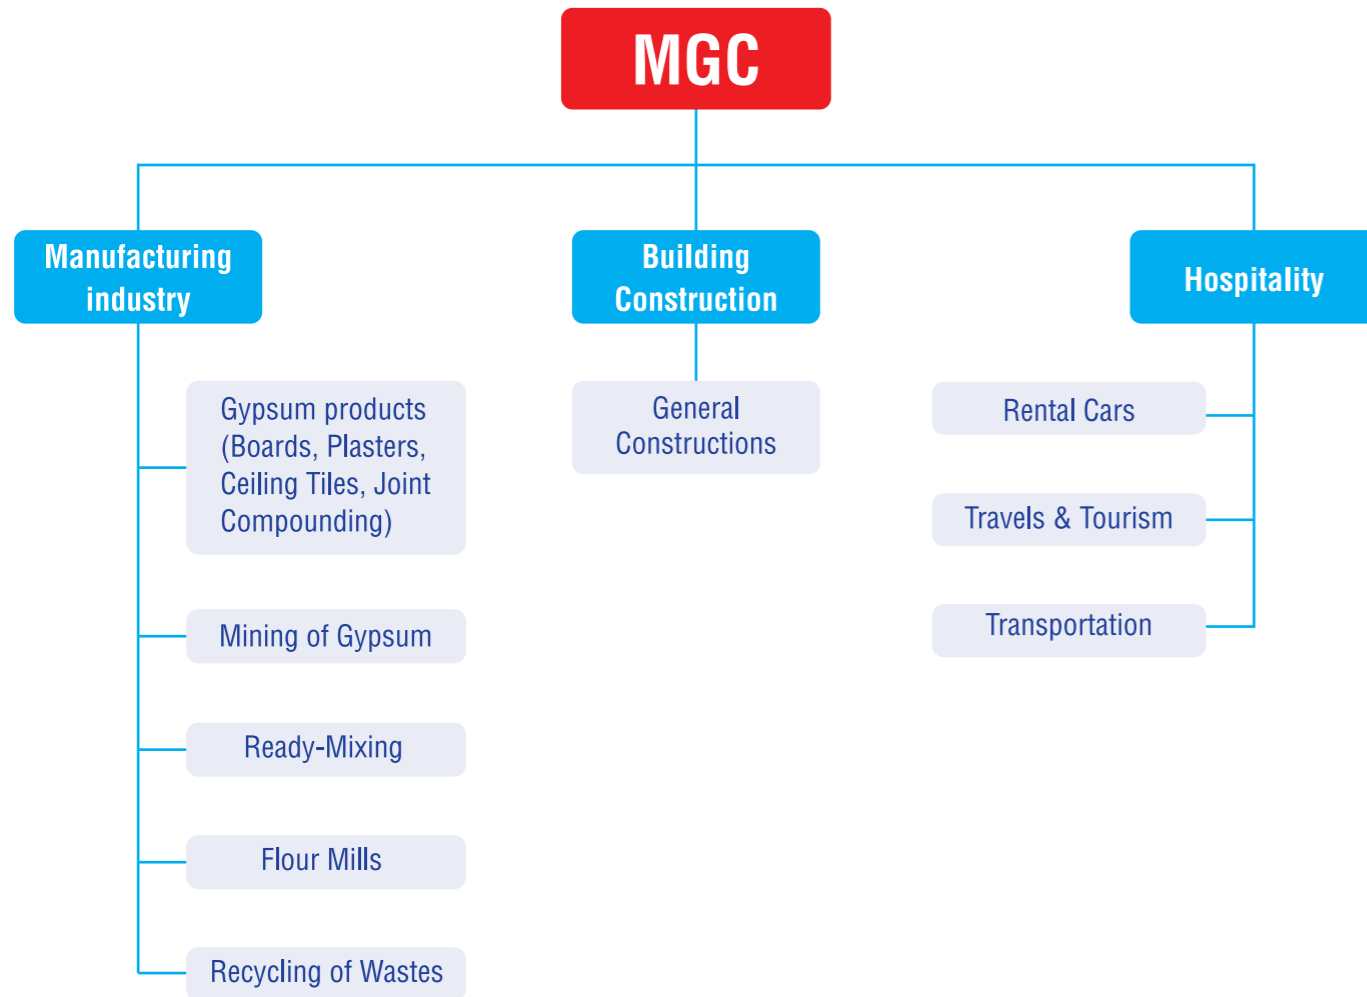 MGC
Manufacturing
industry
Gypsum products
(Boards, Plasters,
Ceiling Tiles, Joint
Compounding)
Mining of Gypsum
Ready-Mixing
Flour Mills
Recycling of Wastes
Building
Construction
General
Constructions
Hospitality
Rental Cars
Travels & Tourism
Transportation